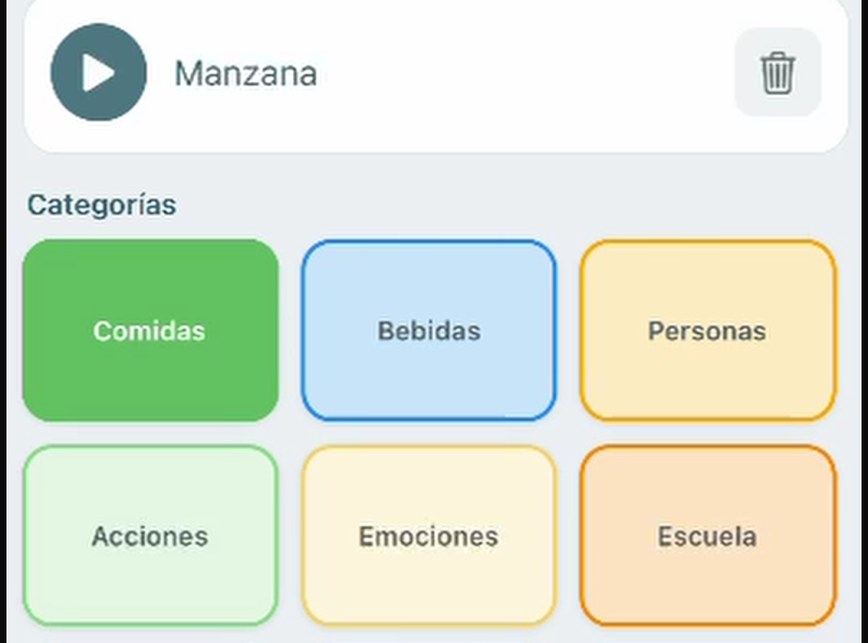 Manzana
Categorías
Comidas Bebidas Personas
Acciones Emociones Escuela